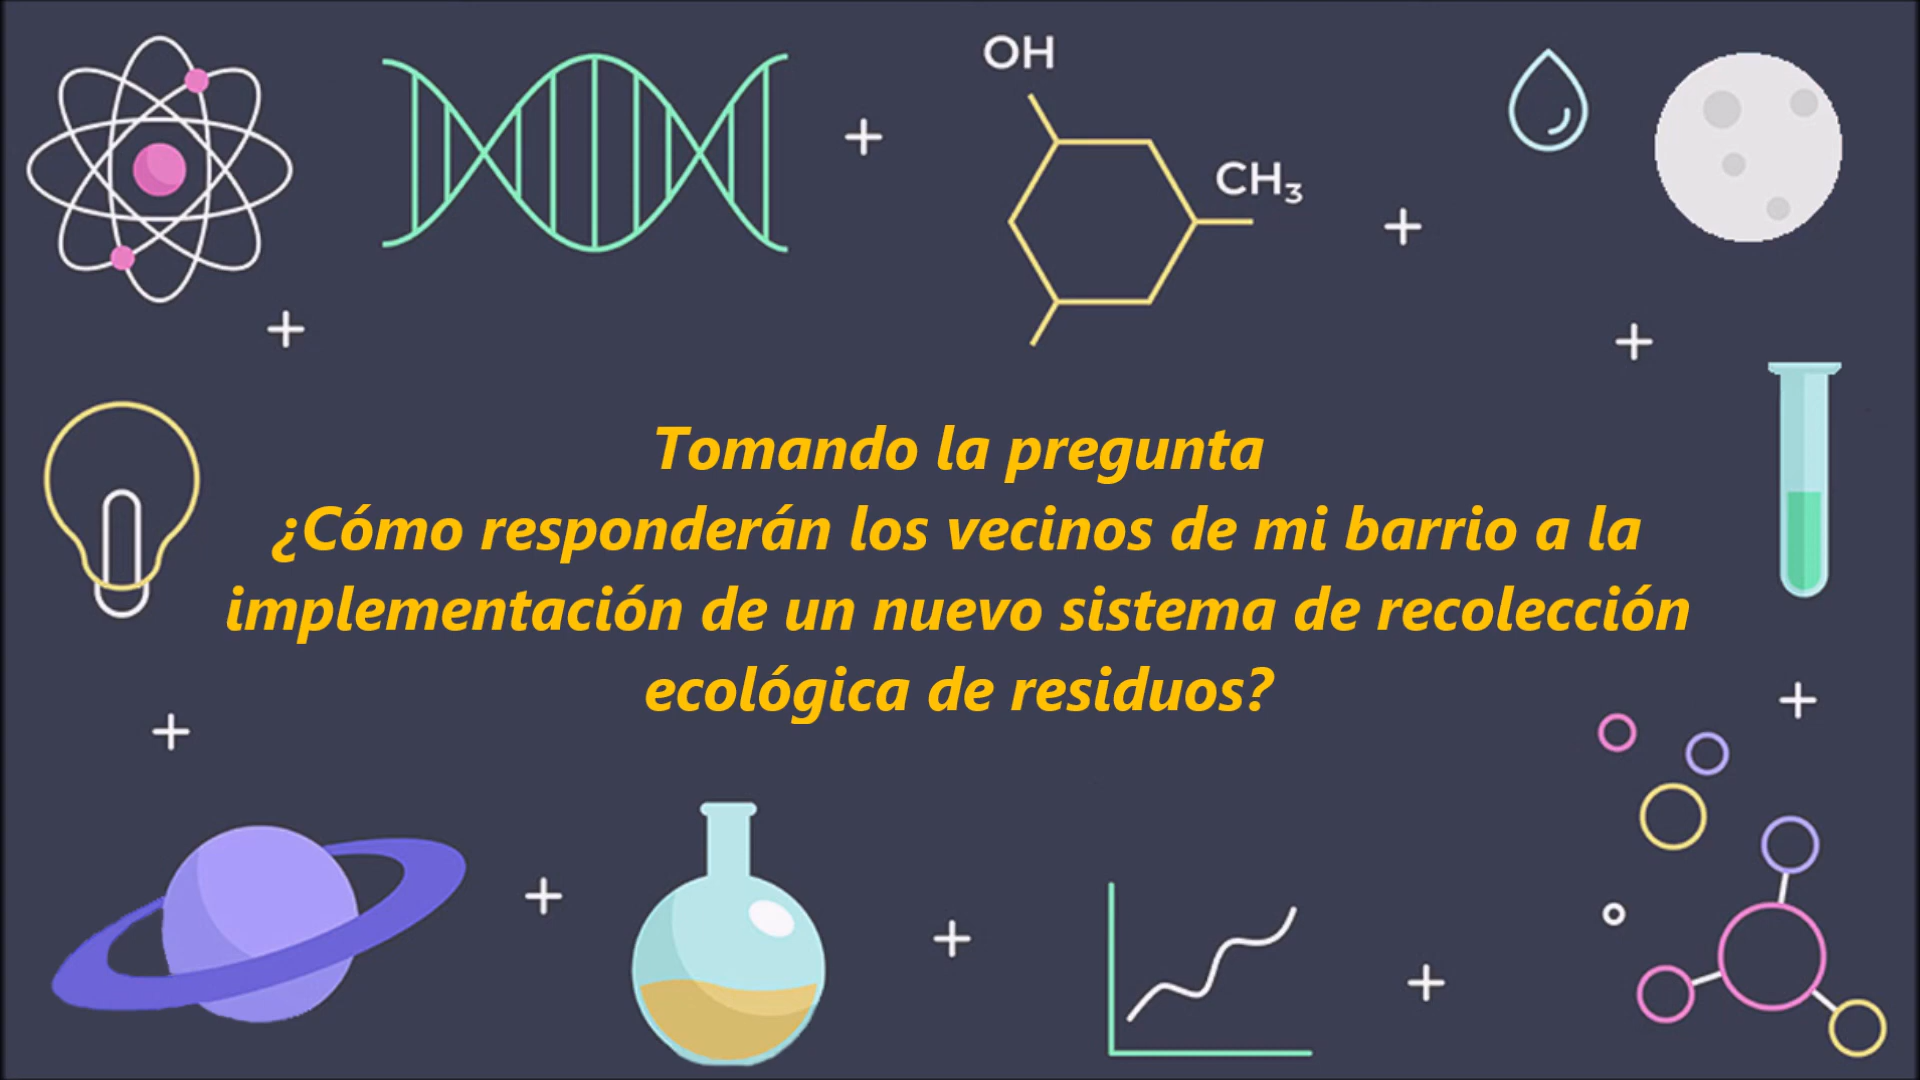 OH
CH₃
Tomando la pregunta
¿Cómo responderán los vecinos de mi barrio a la
implementación de un nuevo sistema de recolección
ecológica de residuos?